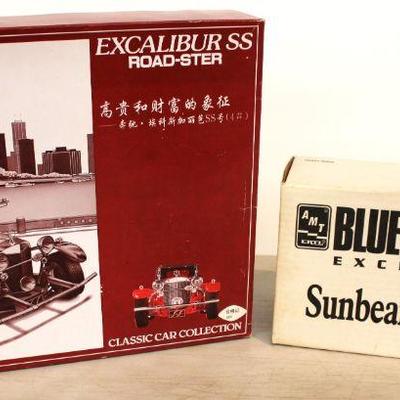 EXCALIBUR SS
ROAD-STER
高贵和财富的象征
CLASSIC CAR COLLECTION
AMT
BLUE
EXC
Sunbea